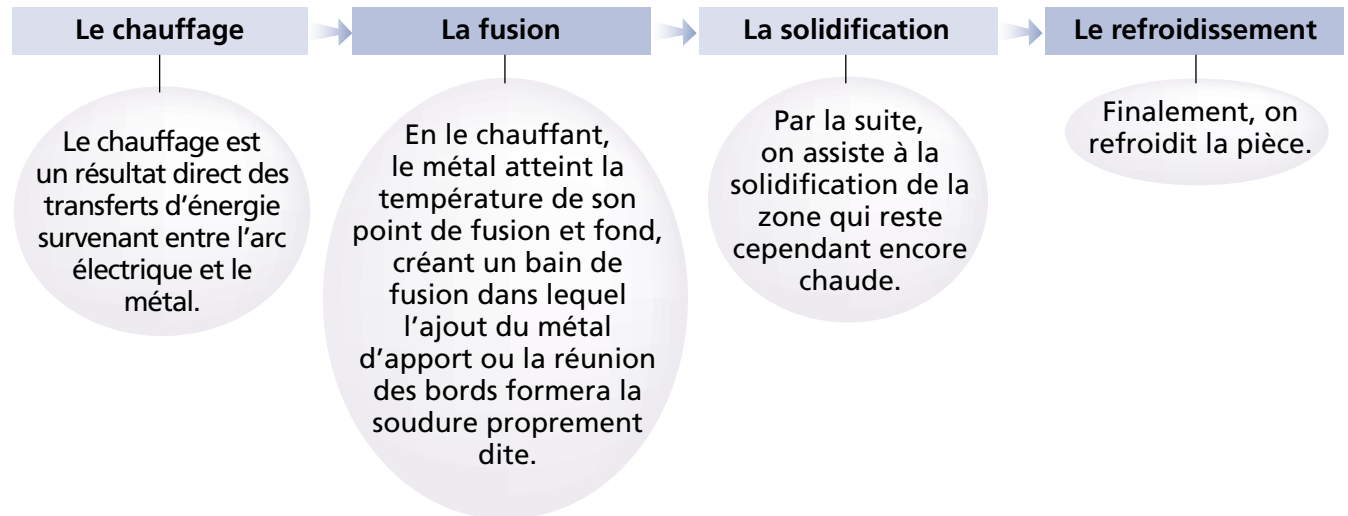 Le chauffage
La fusion
La solidification
Le refroidissement
Le chauffage est
un résultat direct des
transferts d’énergie
survenant entre l’arc
électrique et le
métal.
En le chauffant,
le métal atteint la
température de son
point de fusion et fond,
créant un bain de
fusion dans lequel
l’ajout du métal
d’apport ou la réunion
des bords formera la
soudure proprement
dite.
Par la suite,
on assiste à la
solidification de la
zone qui reste
cependant encore
chaude.
Finalement, on
refroidit la pièce.